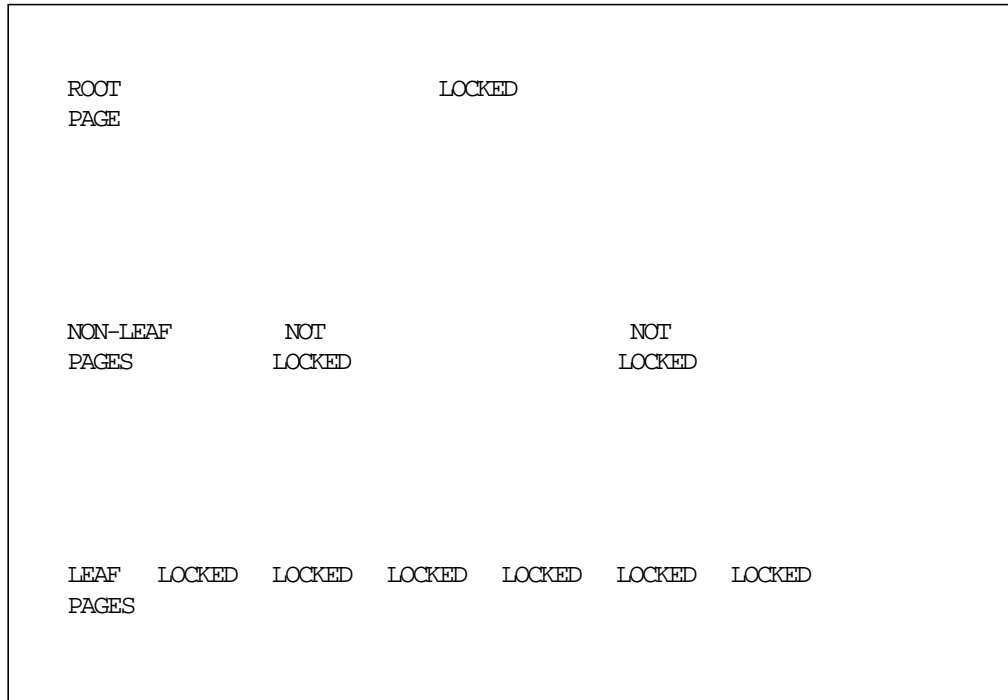 ROOT LOCKED
PAGE
NON-LEAF NOT NOT
PAGES LOCKED LOCKED
LEAF LOCKED LOCKED LOCKED LOCKED LOCKED LOCKED
PAGES